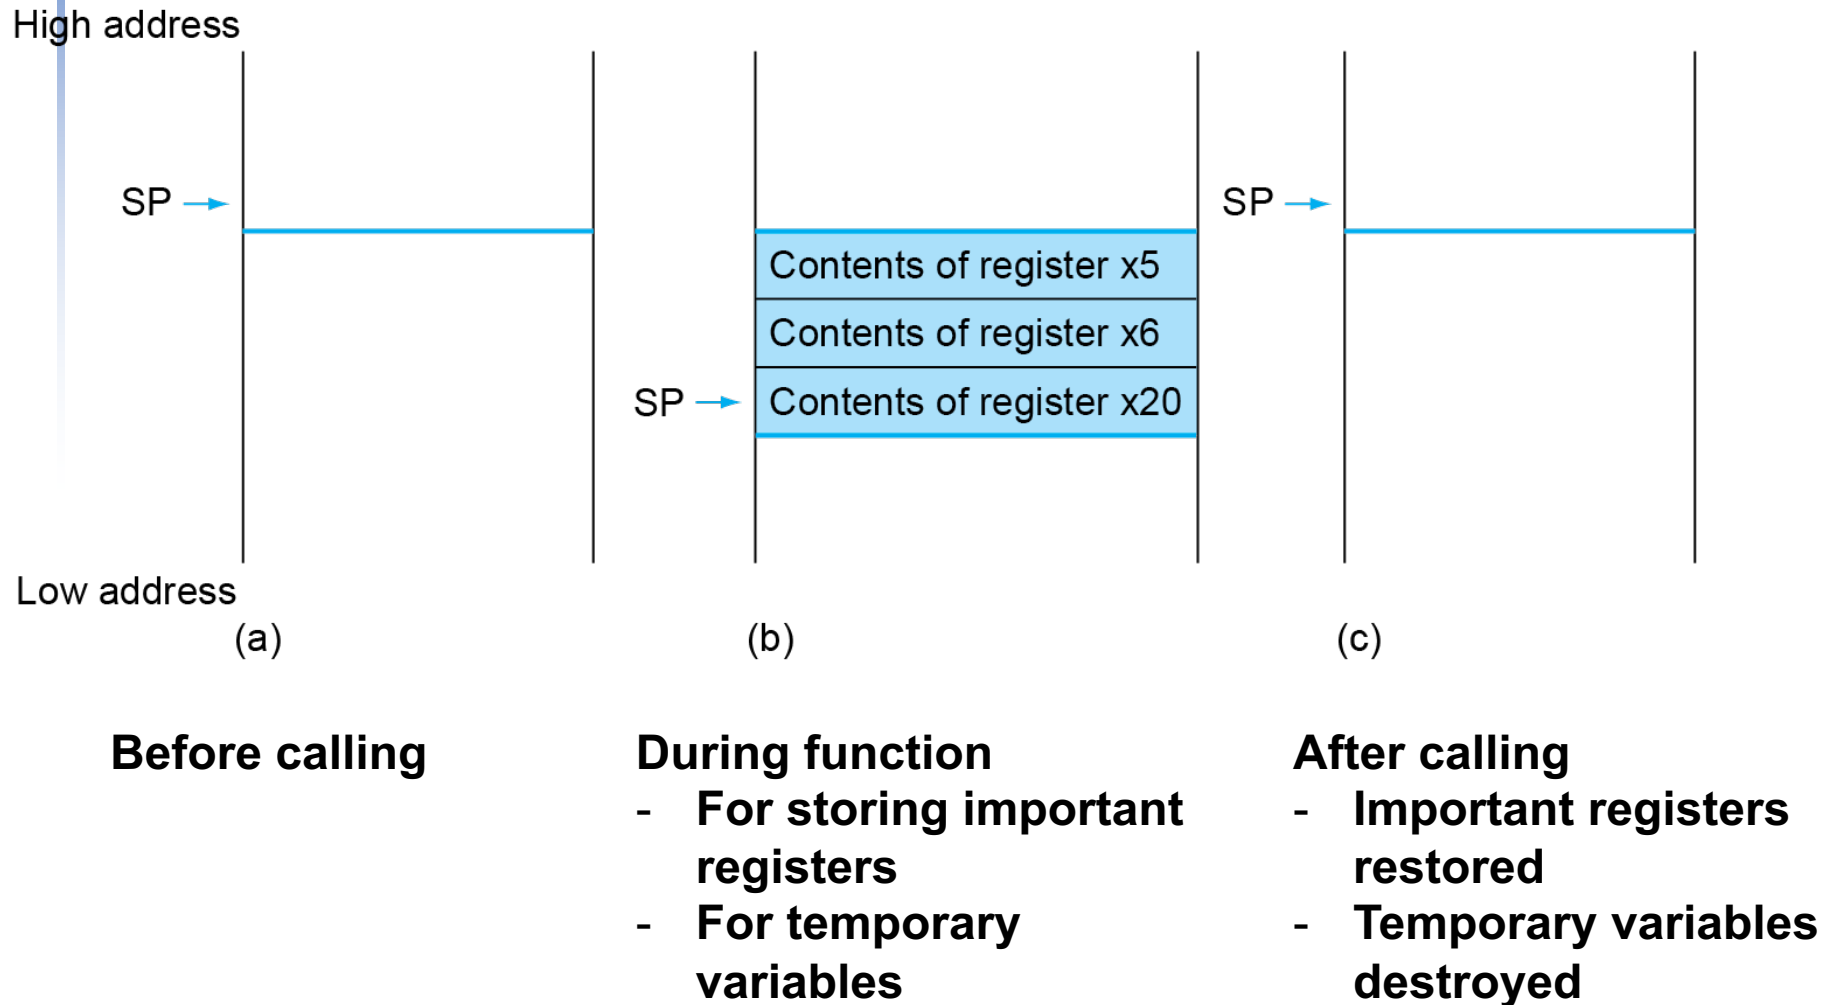 High address
SP
SP
Contents of register x5
Contents of register x6
SP
Contents of register x20
Low address
(a)
(b)
(c)
Before calling
During function
- For storing important
registers
- For temporary
variables
After calling
- Important registers
restored
- Temporary variables
destroyed